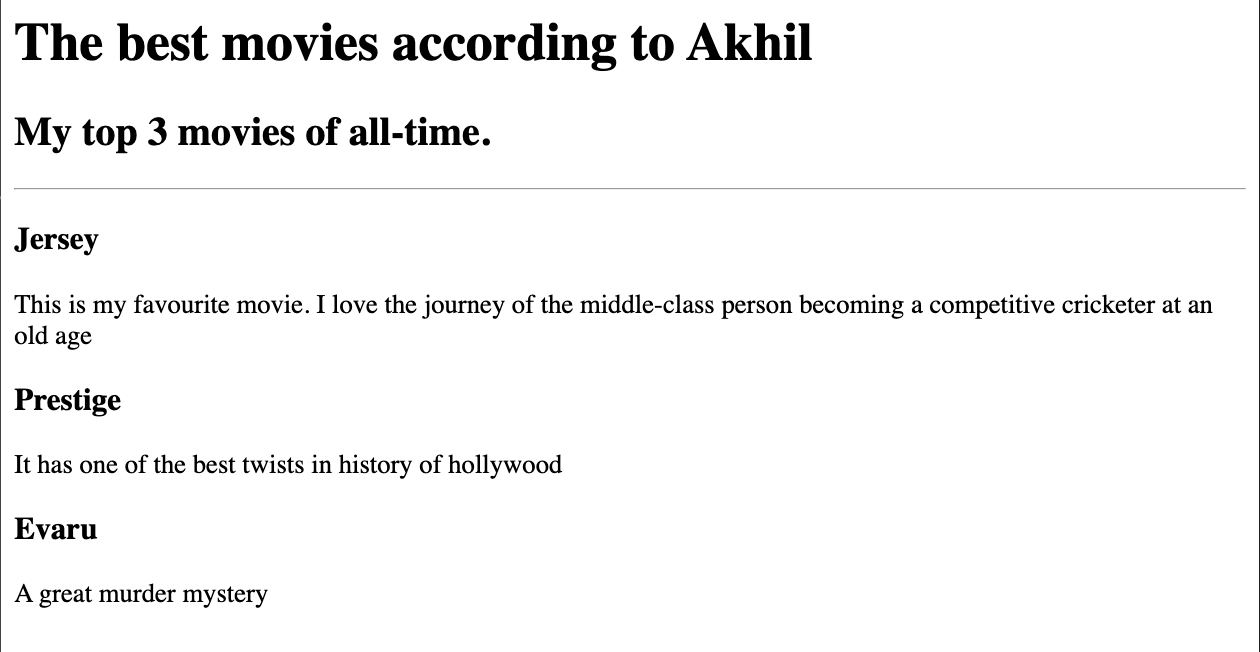 The best movies according to Akhil
My top 3 movies of all-time.
Jersey
This is my favourite movie. I love the journey of the middle-class person becoming a competitive cricketer at an
old age
Prestige
It has one of the best twists in history of hollywood
Evaru
A great murder mystery